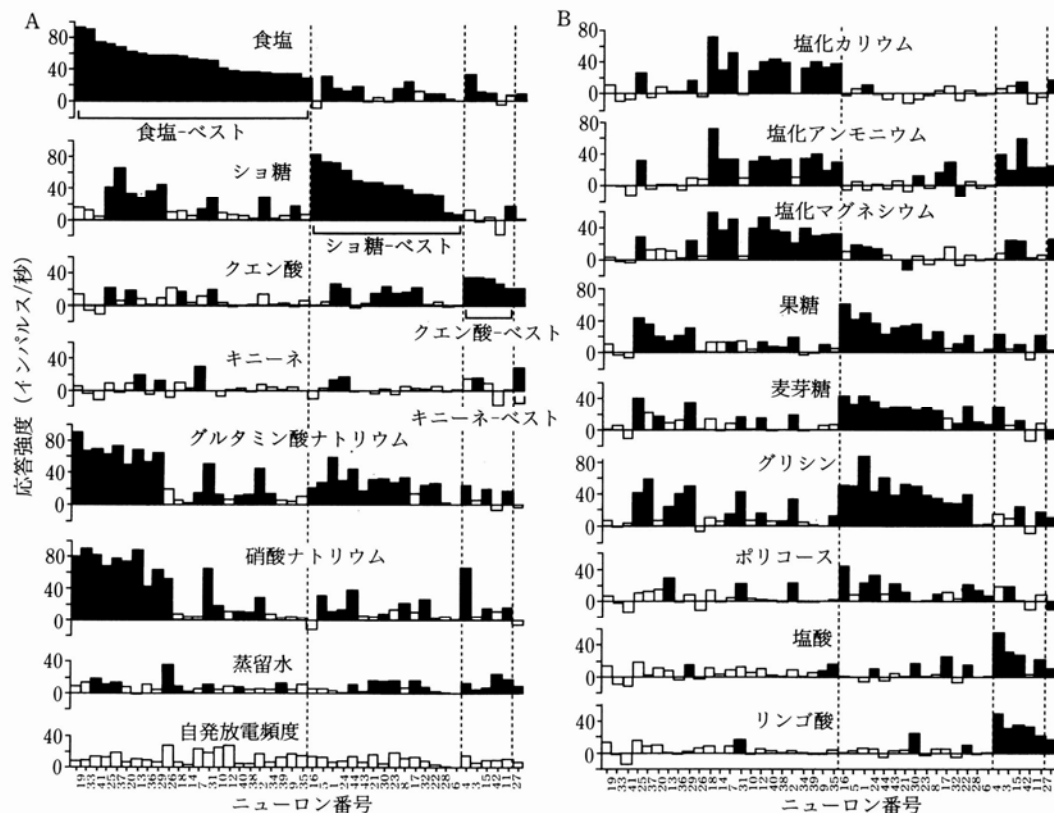 A
食塩
食塩-ベスト
ショ糖
ショ糖-ベスト
クエン酸
クエン酸-ベスト
キニーネ
キニーネ-ベスト
グルタミン酸ナトリウム
硝酸ナトリウム
蒸留水
自発放電頻度
応答強度 (インパルス/秒)
80
40
0
80
40
0
40
0
40
0
80
40
0
80
40
0
40
0
40
0
ニューロン番号
B
塩化カリウム
塩化アンモニウム
塩化マグネシウム
果糖
麦芽糖
グリシン
ポリコース
塩酸
リンゴ酸
80
40
0
80
40
0
40
0
40
0
40
0
80
40
0
40
0
40
0
40
0
ニューロン番号